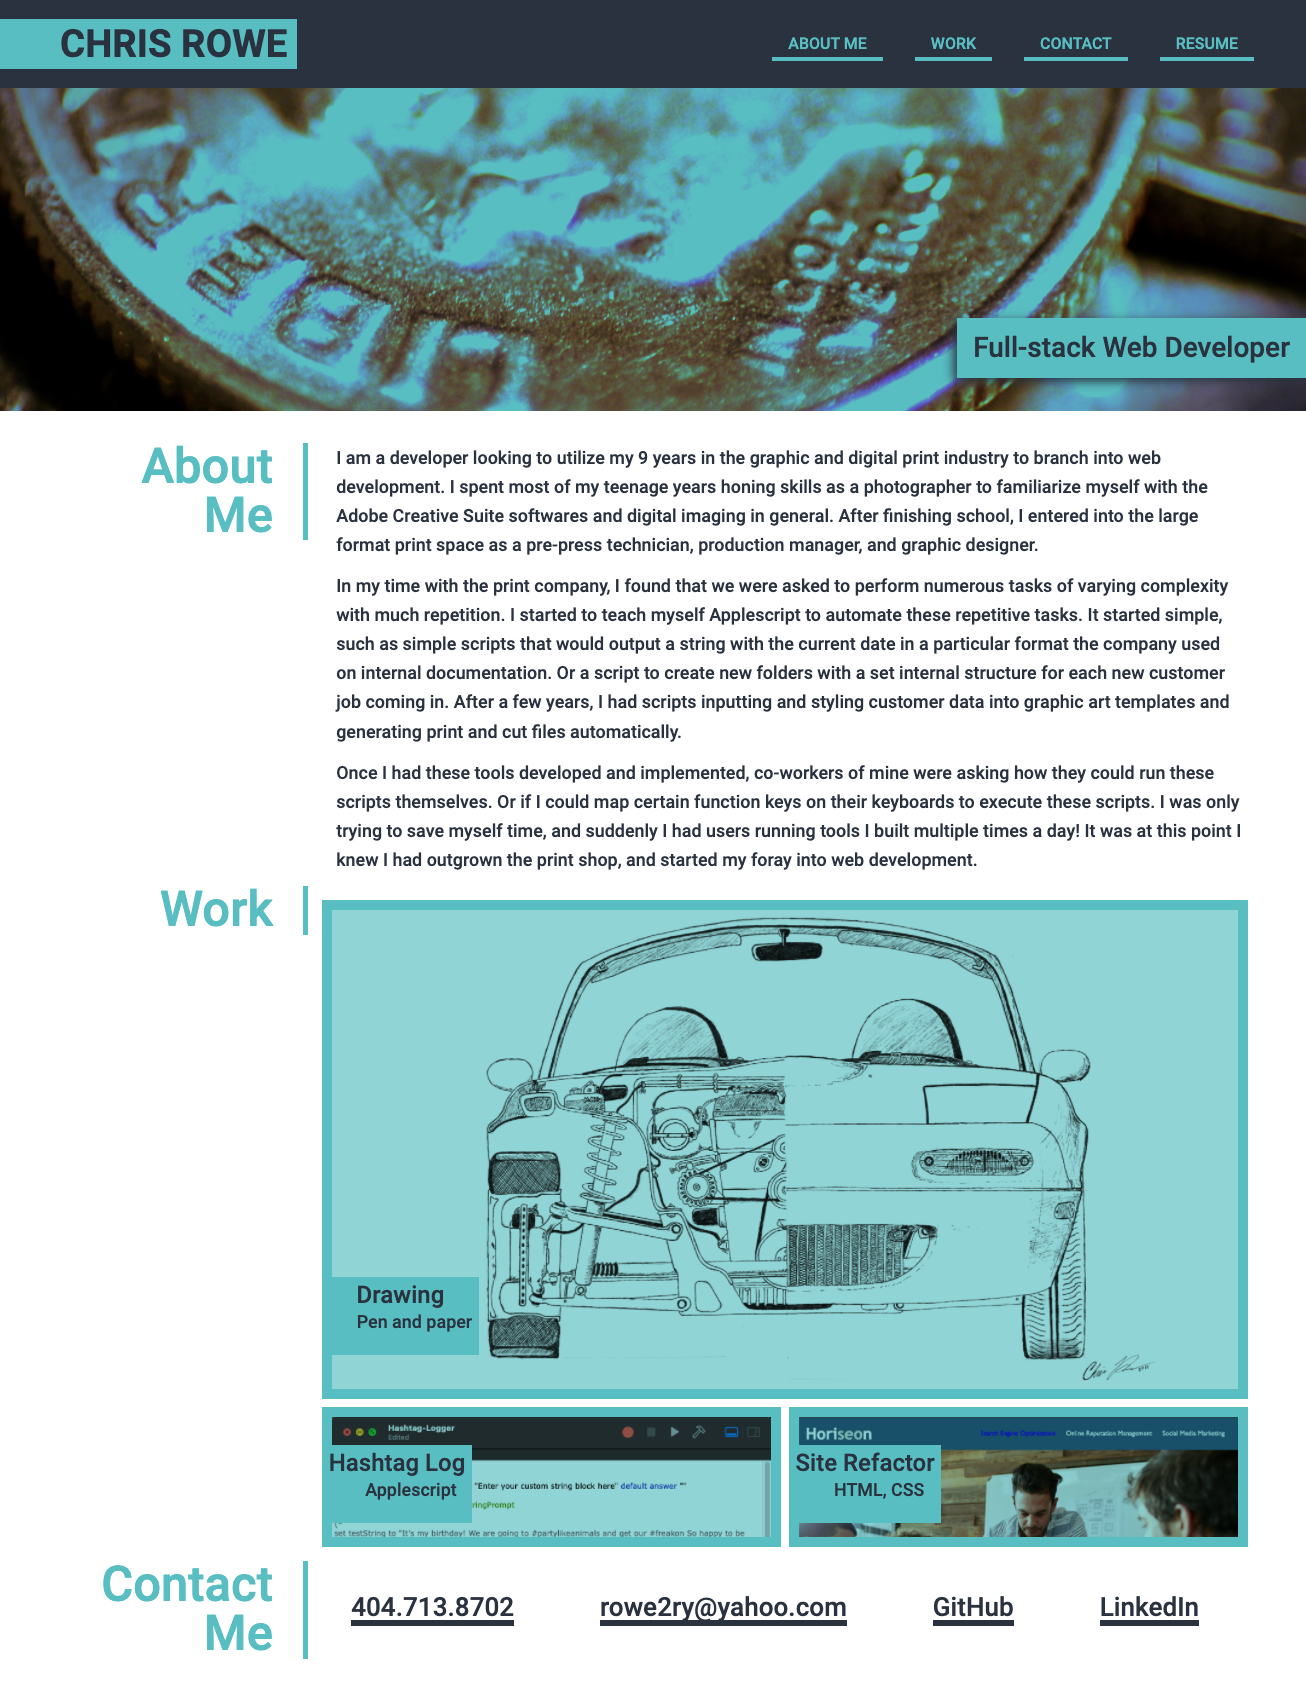 CHRIS ROWE
ABOUT ME
WORK
CONTACT
RESUME
Full-stack Web Developer
About
Me
I am a developer looking to utilize my 9 years in the graphic and digital print industry to branch into web
development. I spent most of my teenage years honing skills as a photographer to familiarize myself with the
Adobe Creative Suite softwares and digital imaging in general. After finishing school, I entered into the large
format print space as a pre-press technician, production manager, and graphic designer.
In my time with the print company, I found that we were asked to perform numerous tasks of varying complexity
with much repetition. I started to teach myself Applescript to automate these repetitive tasks. It started simple,
such as simple scripts that would output a string with the current date in a particular format the company used
on internal documentation. Or a script to create new folders with a set internal structure for each new customer
job coming in. After a few years, I had scripts inputting and styling customer data into graphic art templates and
generating print and cut files automatically.
Once I had these tools developed and implemented, co-workers of mine were asking how they could run these
scripts themselves. Or if I could map certain function keys on their keyboards to execute these scripts. I was only
trying to save myself time, and suddenly I had users running tools I built multiple times a day! It was at this point I
knew I had outgrown the print shop, and started my foray into web development.
Work
Drawing
Pen and paper
Hashtag-Logger
Edited
Hashtag Log
Applescript
"Enter your custom string block here" default answer ""
ringPrompt
set testString to "It's my birthday! We are going to #partylikeanimals and get our #freakon So happy to be
Horiseon
Search Engine Optimization
Online Reputation Management
Social Media Marketing
Site Refactor
HTML, CSS
Contact
Me
404.713.8702
rowe2ry@yahoo.com
GitHub
LinkedIn